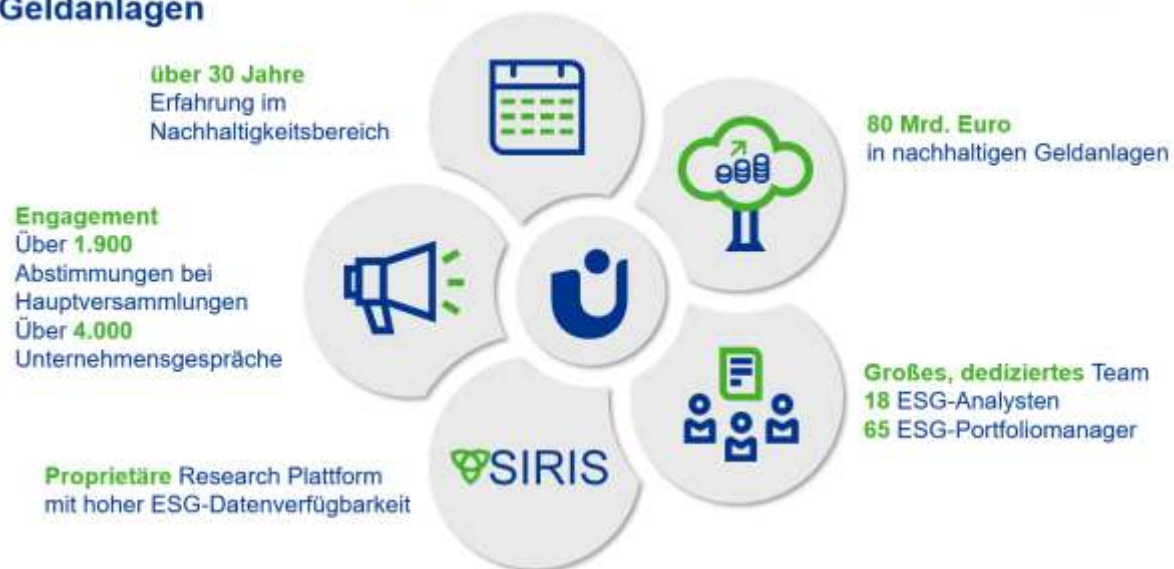 Geldanlagen
über 30 Jahre
Erfahrung im
Nachhaltigkeitsbereich
80 Mrd. Euro
in nachhaltigen Geldanlagen
Engagement
Über 1.900
Abstimmungen bei
Hauptversammlungen
Über 4.000
Unternehmensgespräche
Großes, dediziertes Team
18 ESG-Analysten
65 ESG-Portfoliomanager
SIRIS
Proprietäre Research Plattform
mit hoher ESG-Datenverfügbarkeit